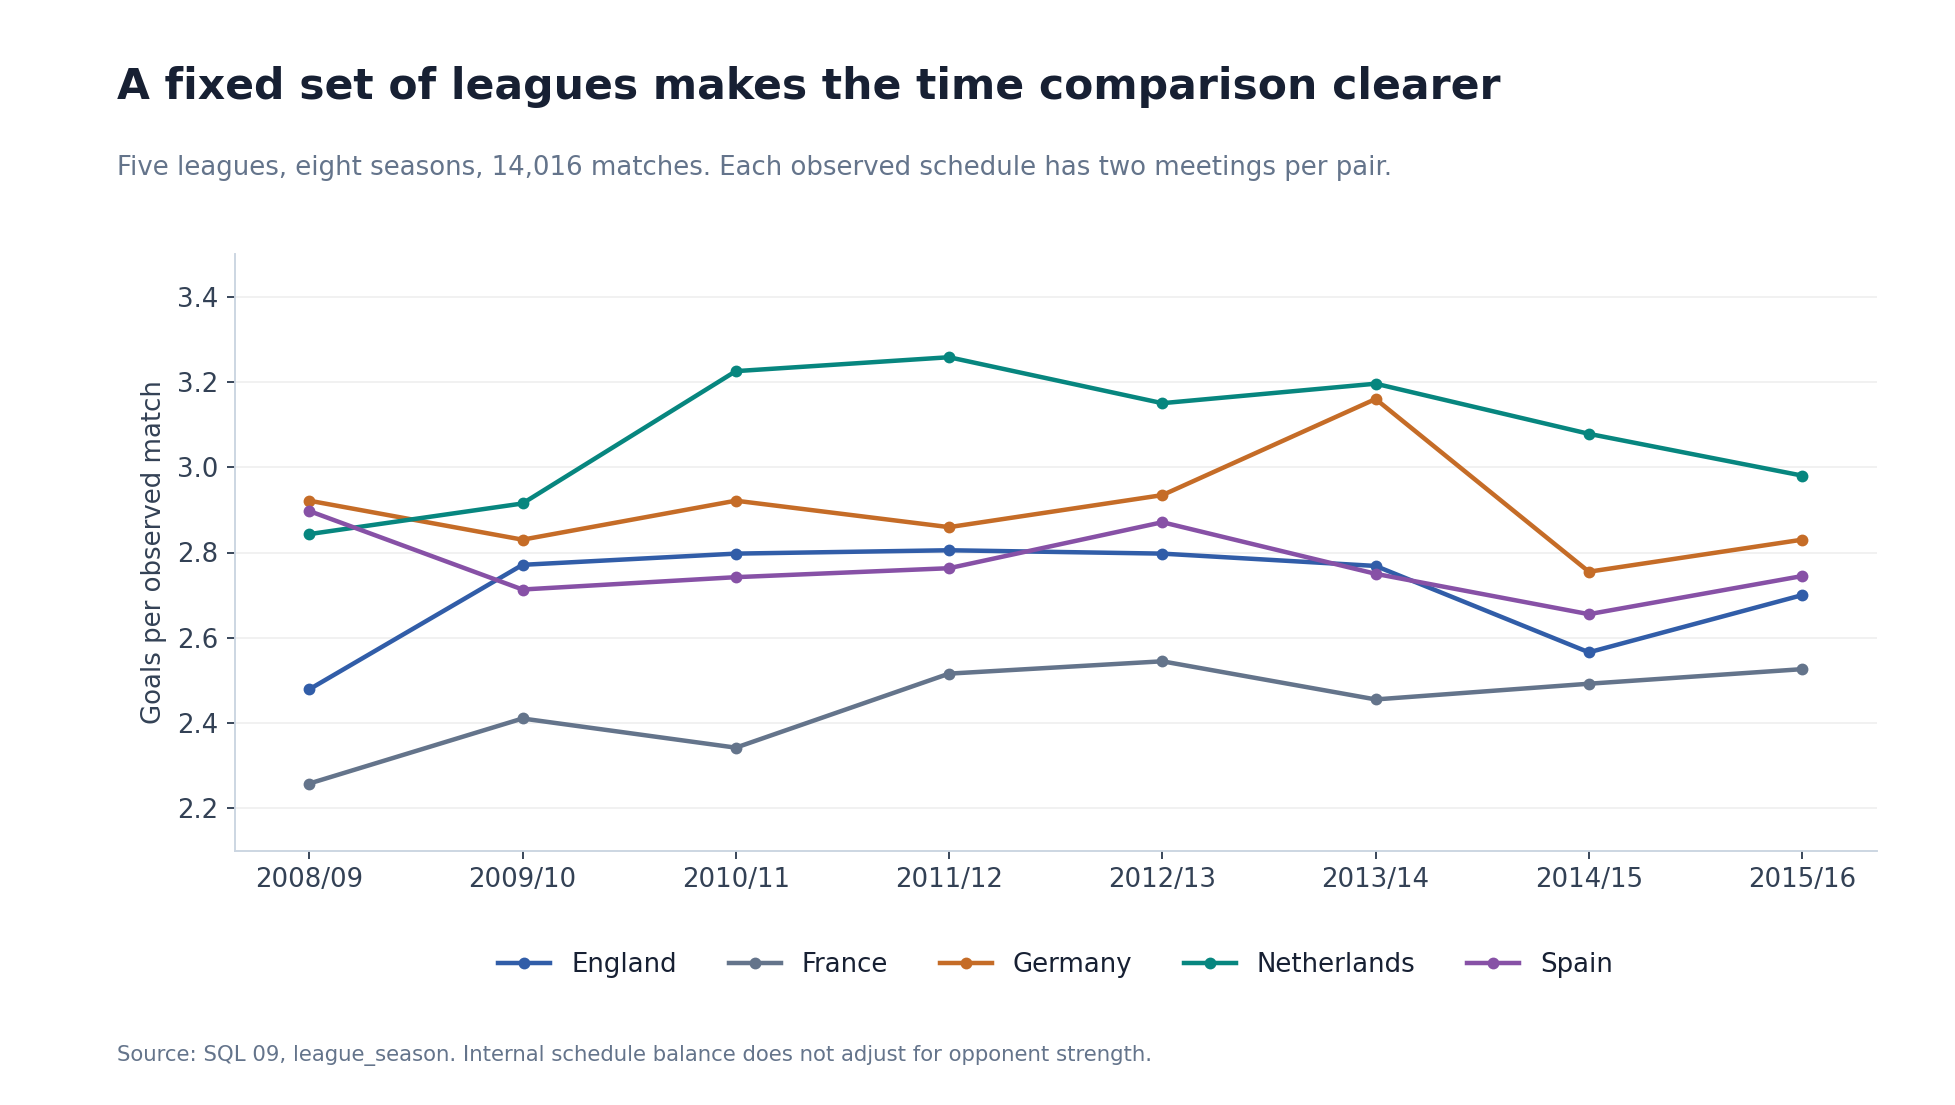 A fixed set of leagues makes the time comparison clearer
Five leagues, eight seasons, 14,016 matches. Each observed schedule has two meetings per pair.
Goals per observed match
3.4
3.2
3.0
2.8
2.6
2.4
2.2
2008/09 2009/10 2010/11 2011/12 2012/13 2013/14 2014/15 2015/16
England France Germany Netherlands Spain
Source: SQL 09, league_season. Internal schedule balance does not adjust for opponent strength.